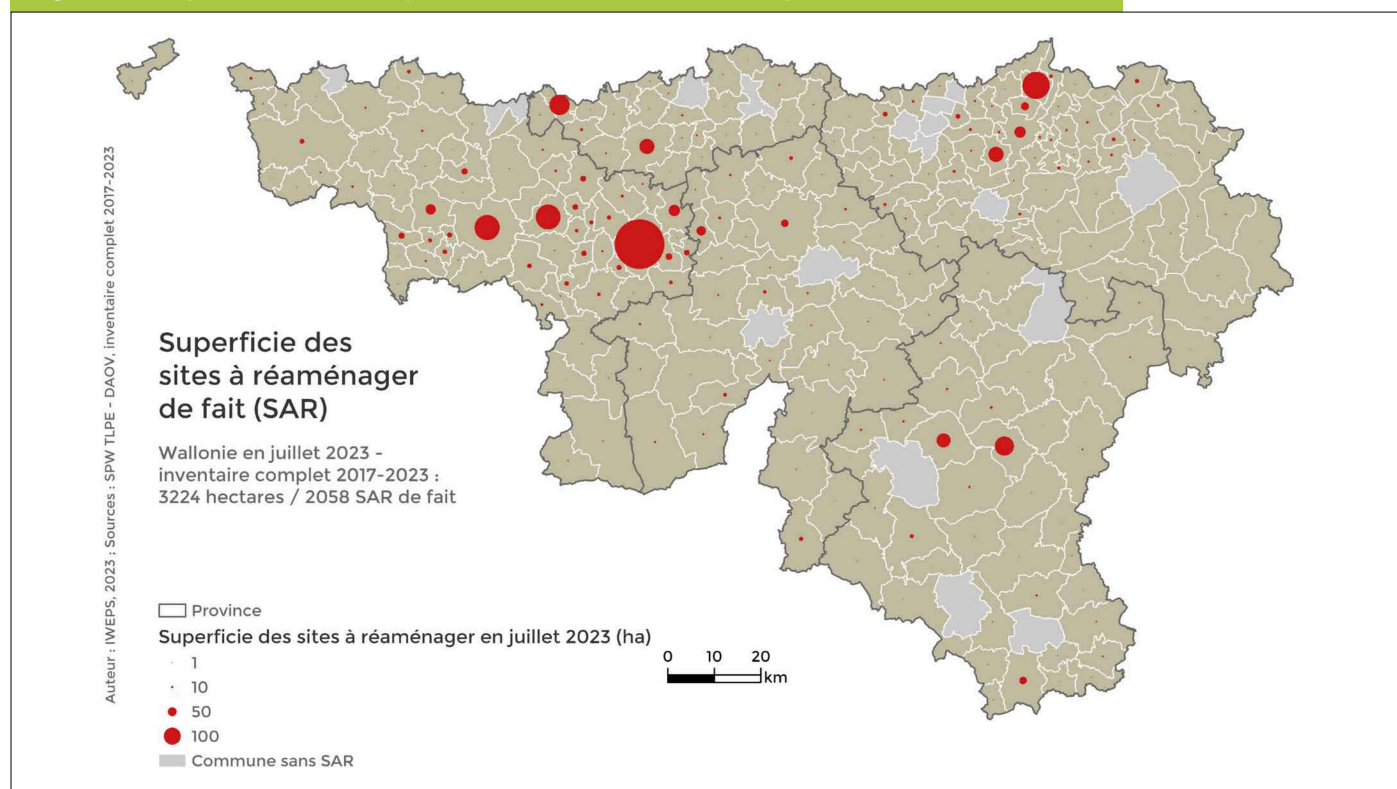 Superficie des
sites à réaménager
de fait (SAR)
Wallonie en juillet 2023 -
inventaire complet 2017-2023 :
3224 hectares / 2058 SAR de fait
Auteur : IWEPS, 2023 ; Sources : SPW TLPE - DAOV, inventaire complet 2017-2023
Province
Superficie des sites à réaménager en juillet 2023 (ha)
1
10
50
100
Commune sans SAR
0 10 20
km